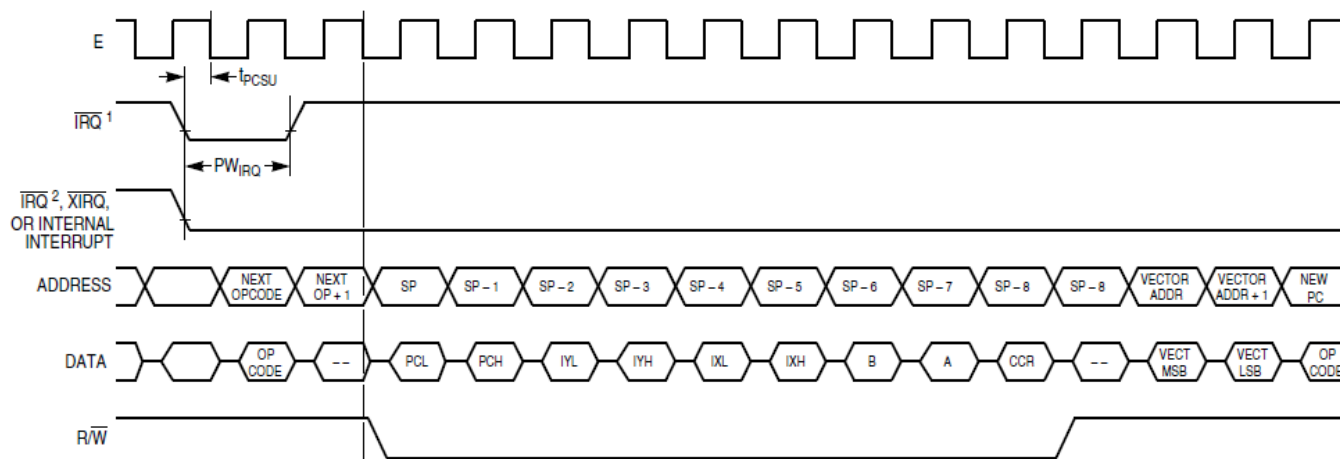 E
tPCSU
IRQ 1
PWIRQ
IRQ 2, XIRQ,
OR INTERNAL
INTERRUPT
ADDRESS
NEXT
OPCODE
NEXT
OP + 1
SP
SP – 1
SP – 2
SP – 3
SP – 4
SP – 5
SP – 6
SP – 7
SP – 8
SP – 8
VECTOR
ADDR
VECTOR
ADDR + 1
NEW
PC
DATA
OP
CODE
– –
PCL
PCH
IYL
IYH
IXL
IXH
B
A
CCR
– –
VECT
MSB
VECT
LSB
OP
CODE
R/W